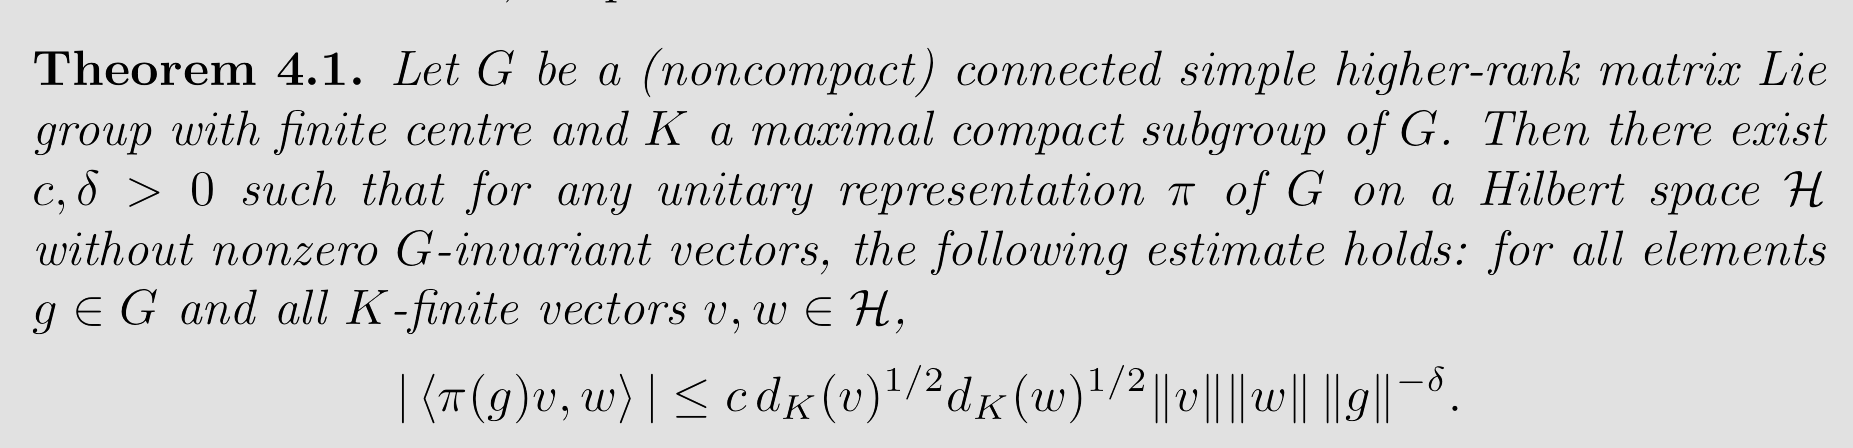 Theorem 4.1. Let G be a (noncompact) connected simple higher-rank matrix Lie
group with finite centre and K a maximal compact subgroup of G. Then there exist
c, δ > 0 such that for any unitary representation π of G on a Hilbert space ℋ
without nonzero G-invariant vectors, the following estimate holds: for all elements
g ∈ G and all K-finite vectors v, w ∈ ℋ,
| ⟨π(g)v, w⟩ | ≤ c d_K(v)^{1/2} d_K(w)^{1/2} ‖v‖‖w‖ ‖g‖^{−δ}.